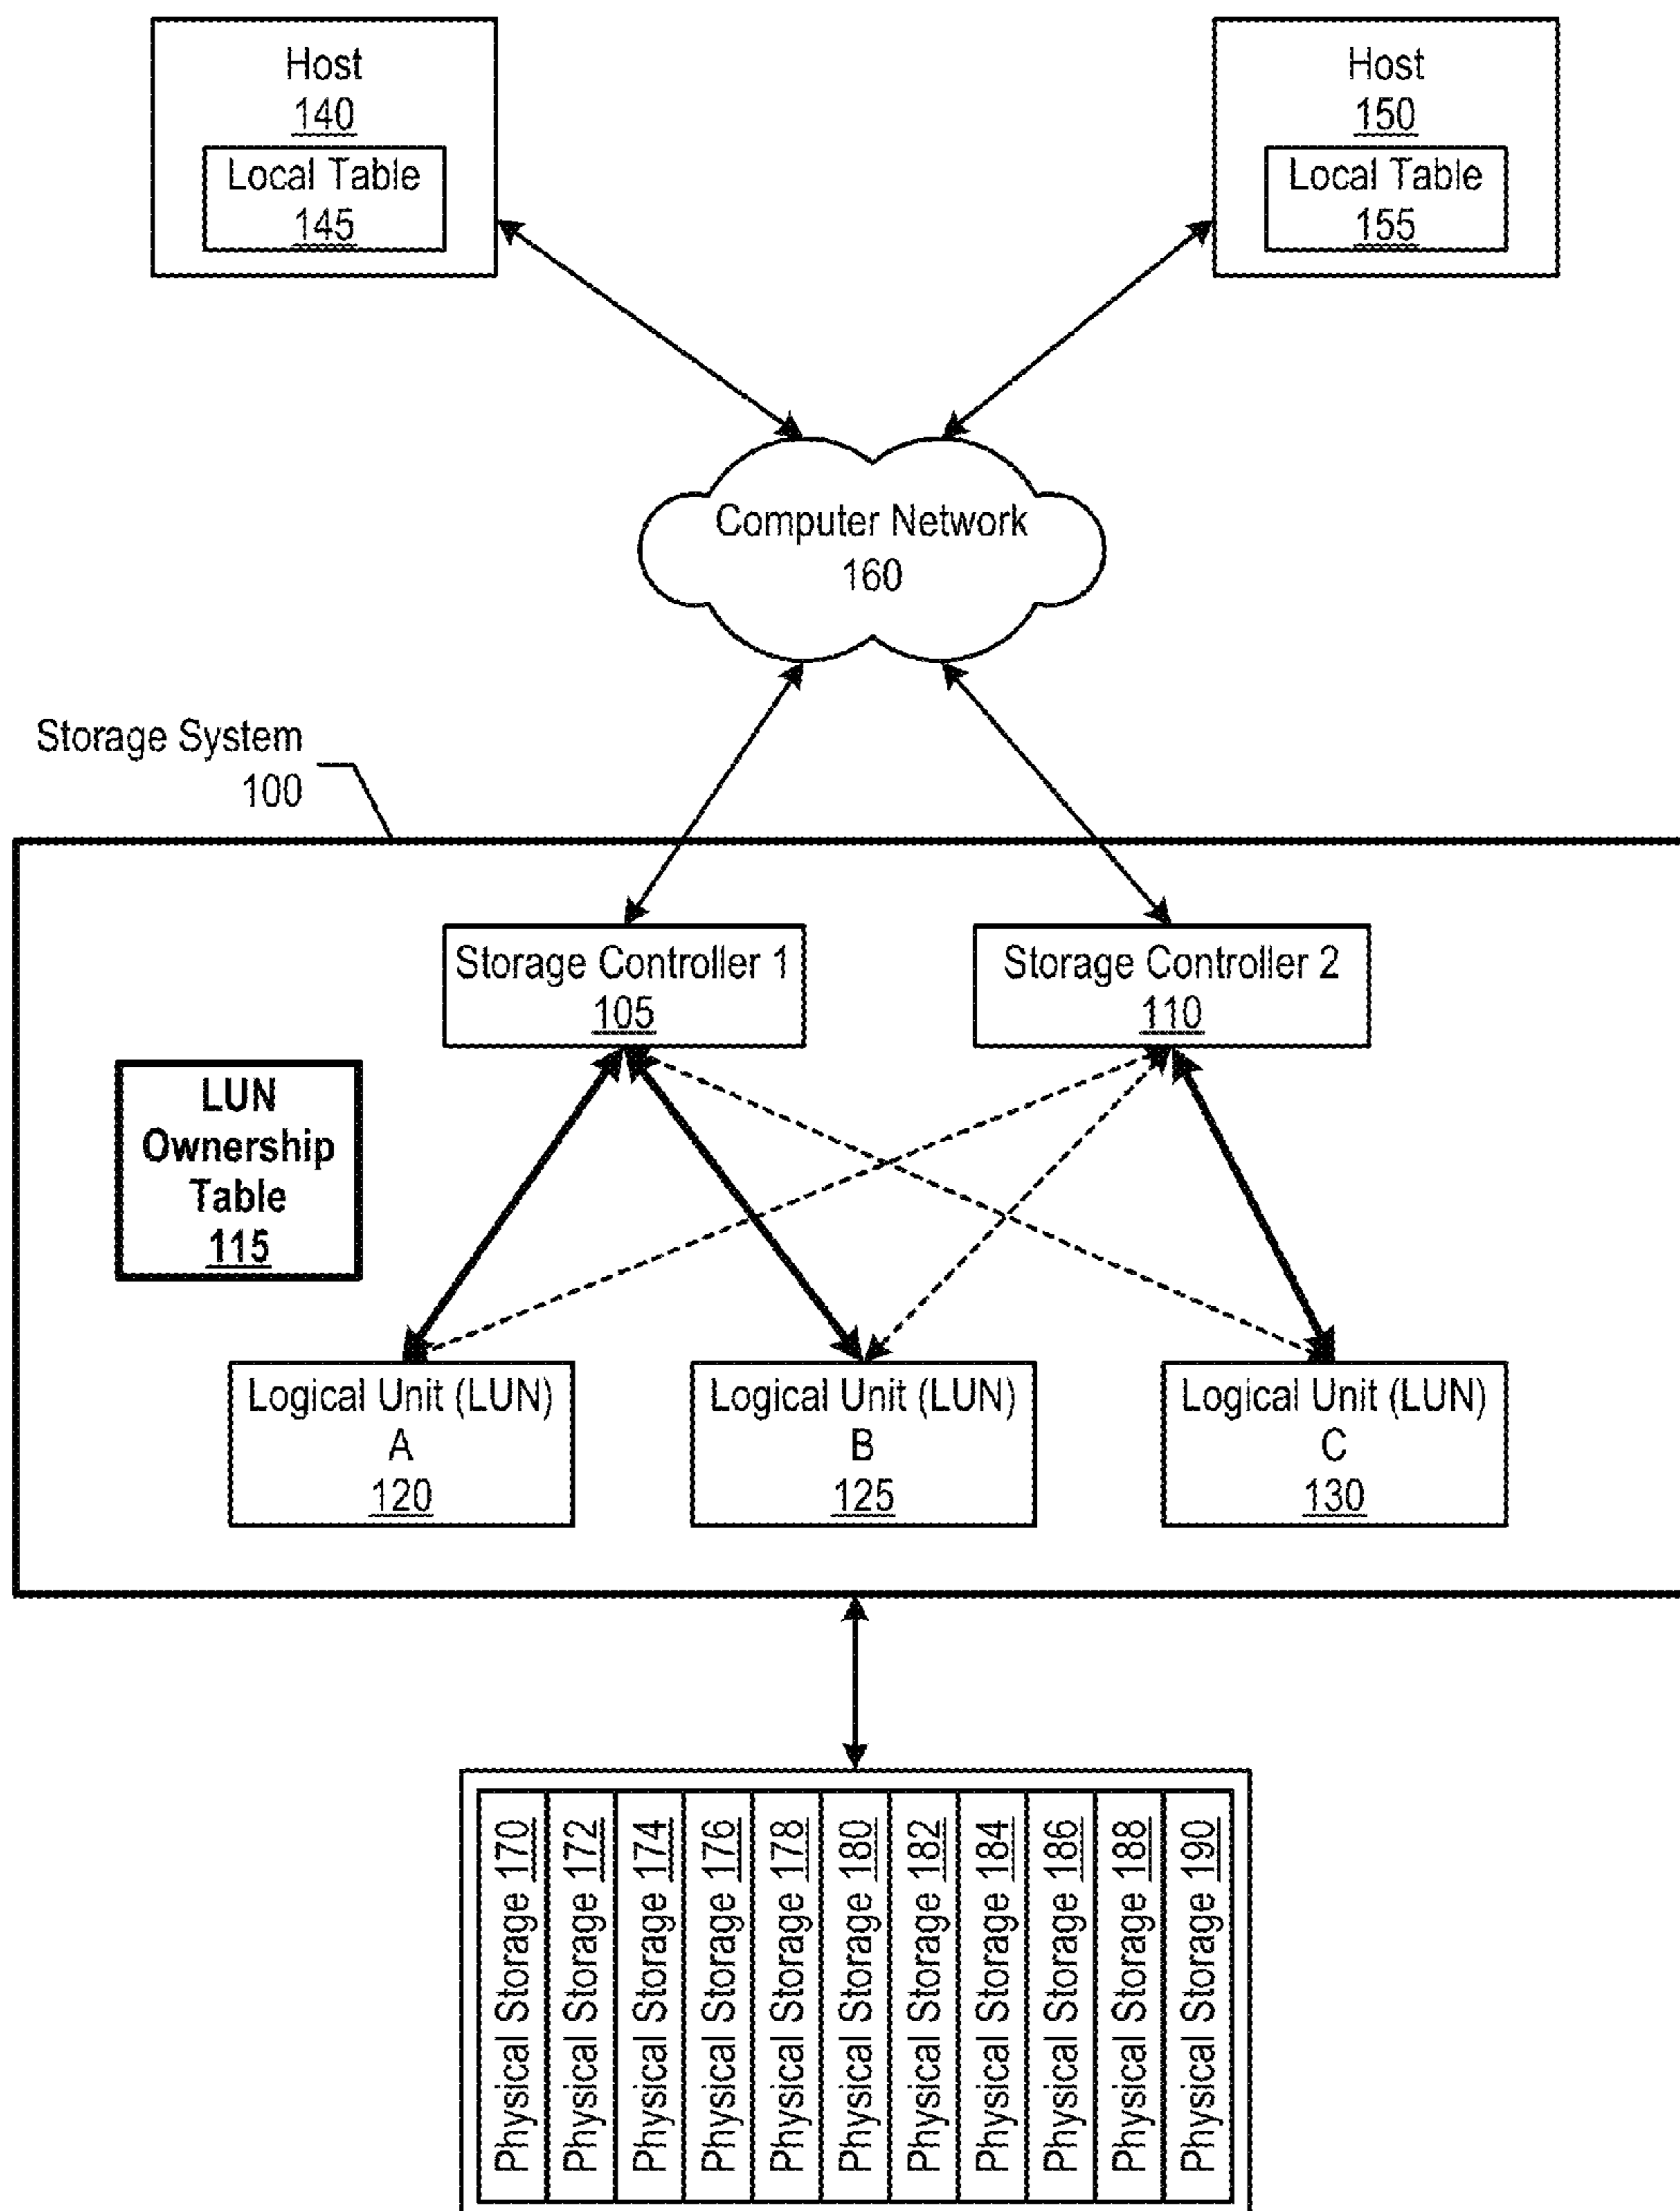 Host
140
Local Table
145
Host
150
Local Table
155
Computer Network
160
Storage System
100
Storage Controller 1
105
Storage Controller 2
110
LUN
Ownership
Table
115
Logical Unit (LUN)
A
120
Logical Unit (LUN)
B
125
Logical Unit (LUN)
C
130
Physical Storage 170
Physical Storage 172
Physical Storage 174
Physical Storage 176
Physical Storage 178
Physical Storage 180
Physical Storage 182
Physical Storage 184
Physical Storage 186
Physical Storage 188
Physical Storage 190